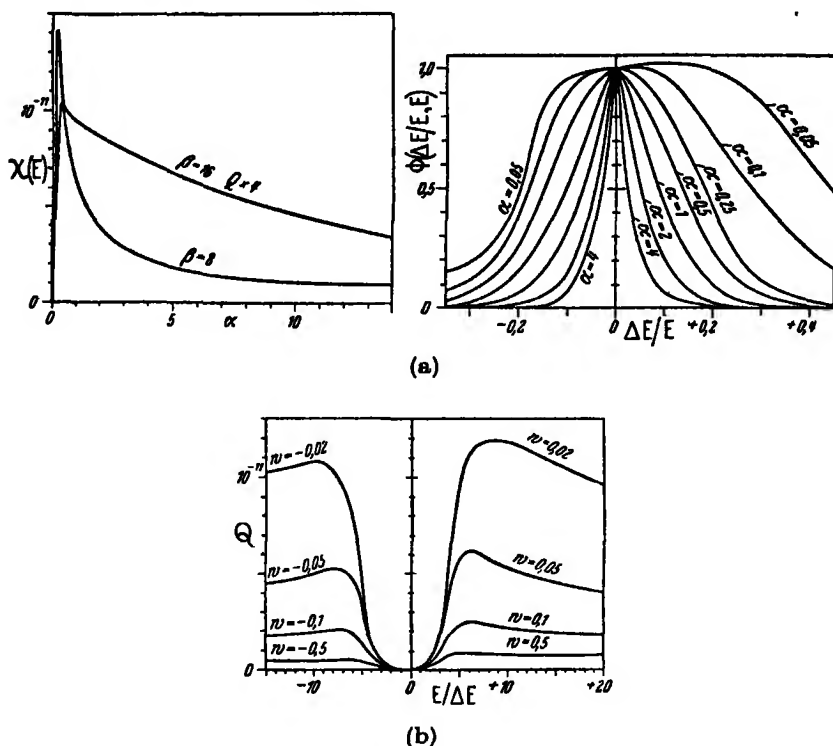 χ(E)
10⁻¹¹
0
β=16 Q×4
β=8
0
5
α
10
Φ(ΔE/E, E)
1,0
0,5
0
α=0,05
α=4
α=4
α=2
α=1
α=0,5
α=0,25
α=0,1
α=0,05
-0,2
0
+0,2
+0,4
ΔE/E
(a)
Q
10⁻¹¹
0
w=-0,02
w=-0,05
w=-0,1
w=-0,5
w=0,02
w=0,05
w=0,1
w=0,5
-10
0
+10
+20
E/ΔE
(b)